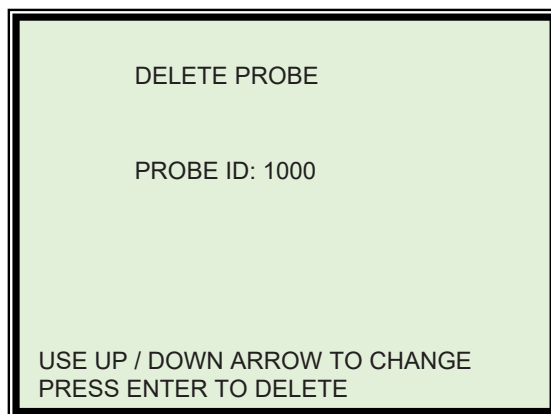 DELETE PROBE
PROBE ID: 1000
USE UP / DOWN ARROW TO CHANGE
PRESS ENTER TO DELETE